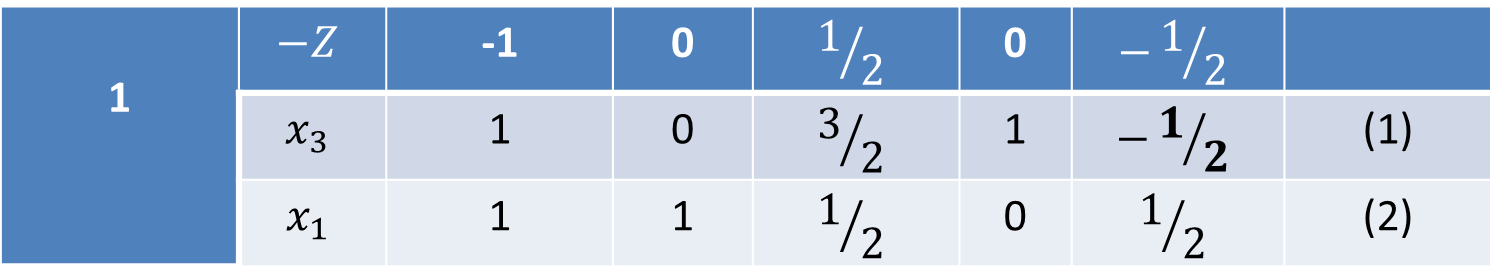 1 −Z -1 0 1/2 0 − 1/2
x₃ 1 0 3/2 1 − 1/2 (1)
x₁ 1 1 1/2 0 1/2 (2)